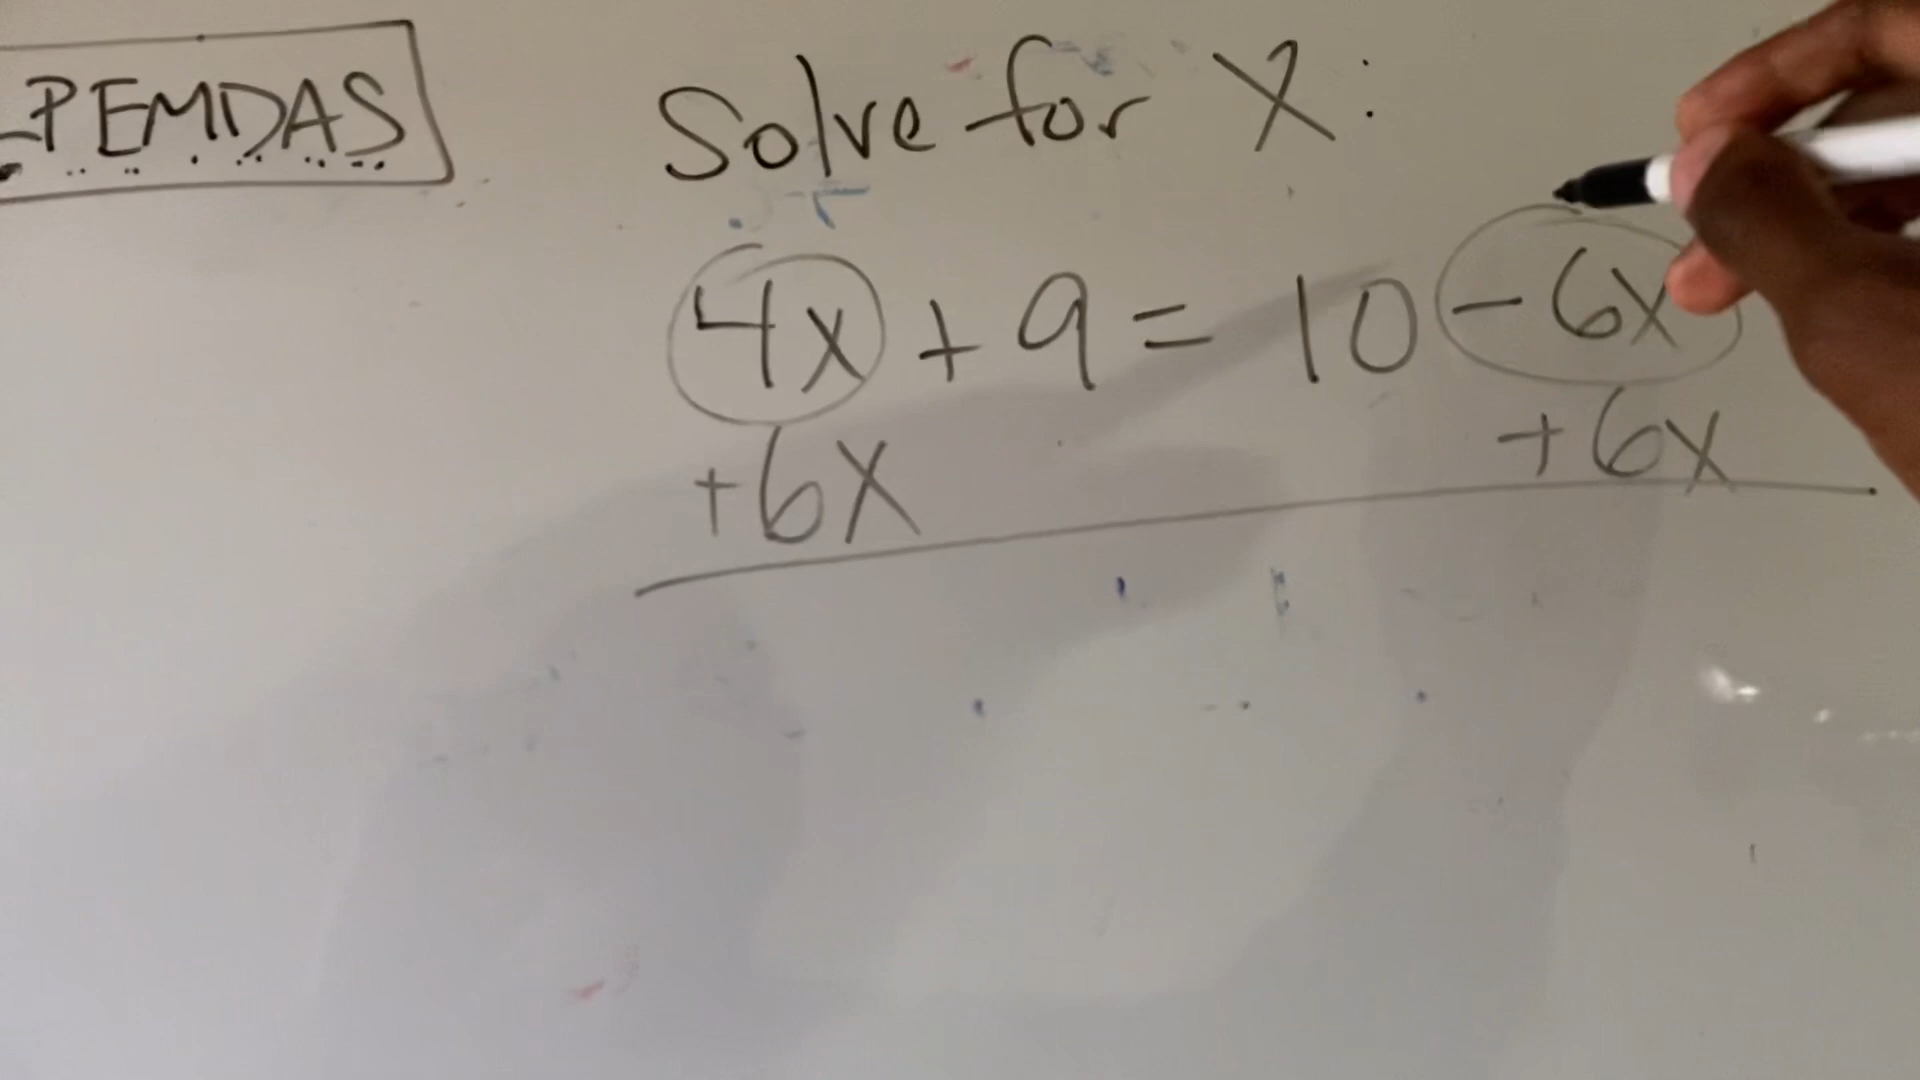 PEMDAS
Solve for X:
4x + 9 = 10 - 6x
+6X +6x